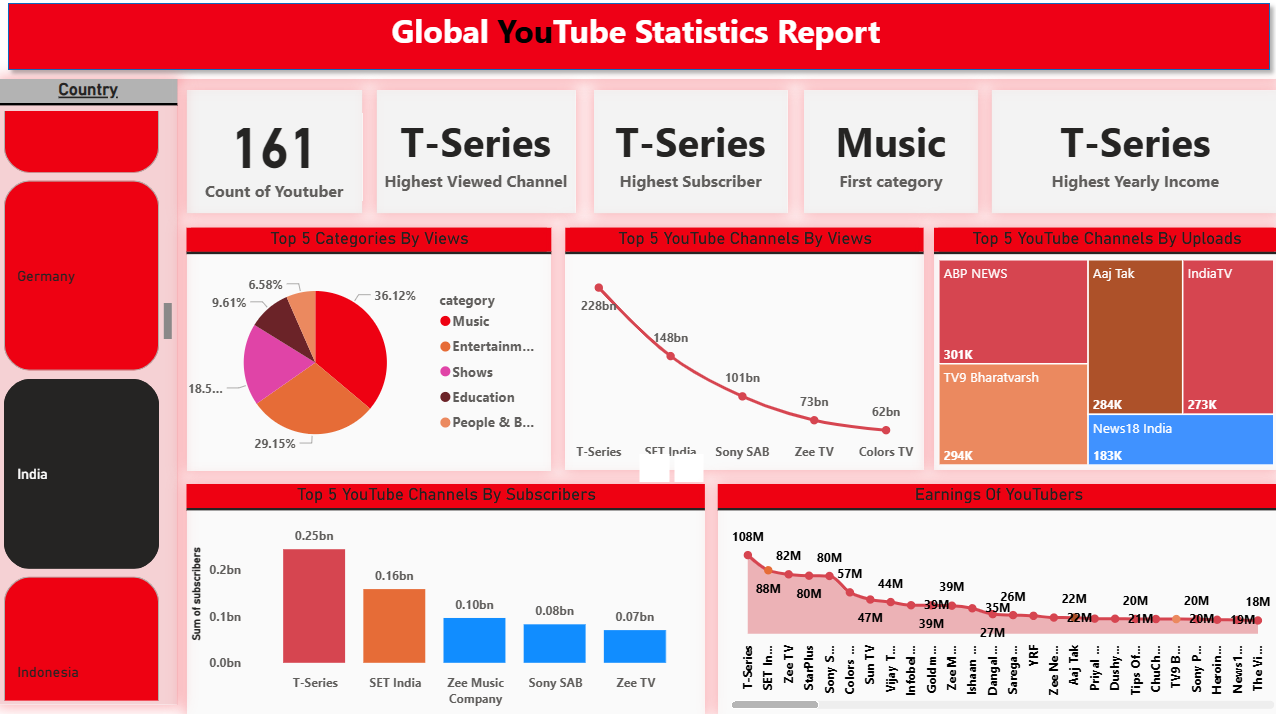 Global YouTube Statistics Report
Country
Germany
India
Indonesia
161
Count of Youtuber
T-Series
Highest Viewed Channel
T-Series
Highest Subscriber
Music
First category
T-Series
Highest Yearly Income
Top 5 Categories By Views
6.58%
9.61%
36.12%
18.5...
29.15%
category
Music
Entertainm...
Shows
Education
People & B...
Top 5 YouTube Channels By Views
228bn
148bn
101bn
73bn
62bn
T-Series
SET India
Sony SAB
Zee TV
Colors TV
Top 5 YouTube Channels By Uploads
ABP NEWS
301K
TV9 Bharatvarsh
294K
Aaj Tak
284K
IndiaTV
273K
News18 India
183K
Top 5 YouTube Channels By Subscribers
Sum of subscribers
0.2bn
0.1bn
0.0bn
0.25bn
0.16bn
0.10bn
0.08bn
0.07bn
T-Series
SET India
Zee Music
Company
Sony SAB
Zee TV
Earnings Of YouTubers
108M
88M
82M
80M
80M
57M
47M
44M
39M
39M
39M
35M
27M
26M
22M
22M
20M
21M
20M
20M
19M
18M
T-Series
SET In...
Zee TV
StarPlus
Sony S...
Colors ...
Sun TV
Vijay T...
Infobel...
Goldm...
Zee M...
Ishaan ...
Dangal...
Sarega...
YRF
Zee Ne...
Aaj Tak
Priyal ...
Dushy...
Tips Of...
ChuCh...
TV9 B...
Sony P...
Heroin...
News1...
The Vi...